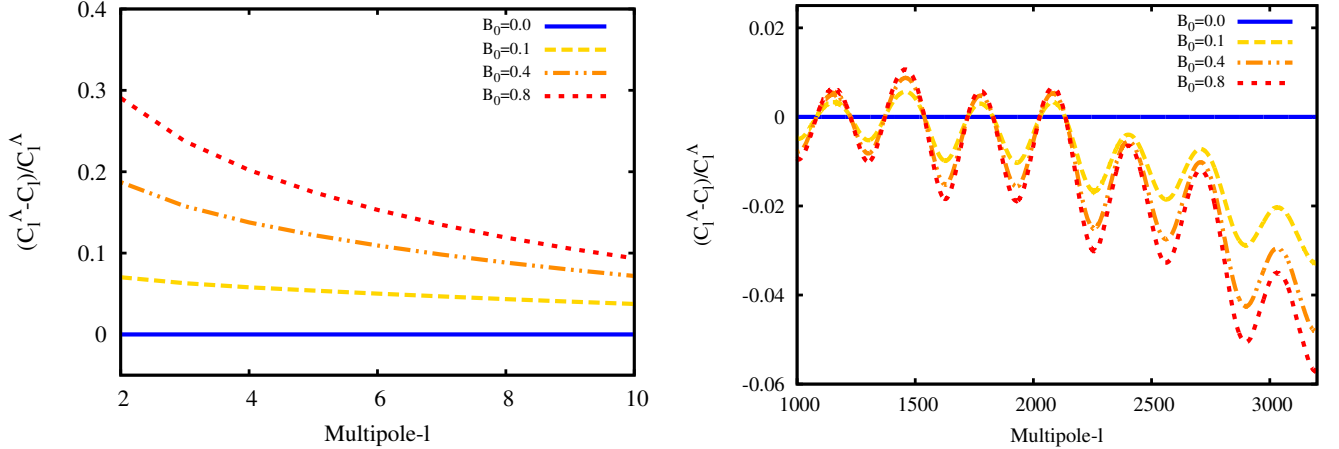 0.4
0.3
0.2
0.1
0
(C_l^Λ-C_l)/C_l^Λ
2 4 6 8 10
Multipole-l
B_0=0.0
B_0=0.1
B_0=0.4
B_0=0.8
0.02
0
-0.02
-0.04
-0.06
(C_l^Λ-C_l)/C_l^Λ
1000 1500 2000 2500 3000
Multipole-l
B_0=0.0
B_0=0.1
B_0=0.4
B_0=0.8